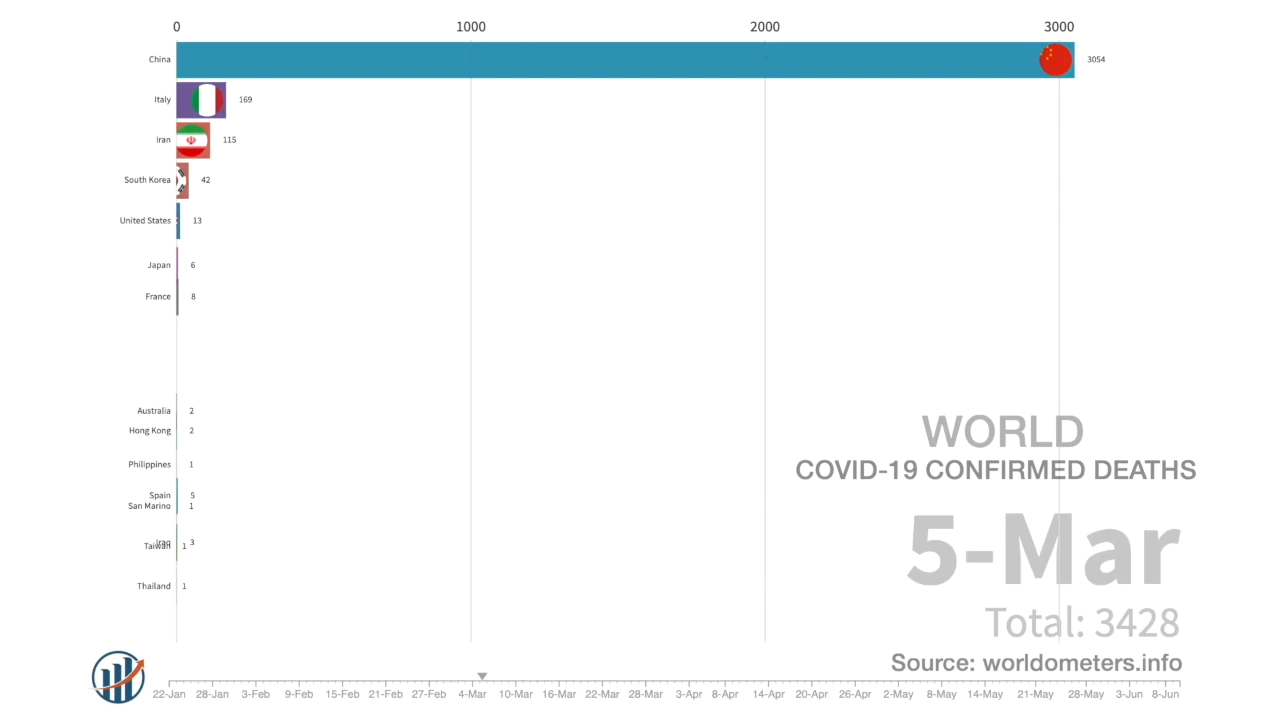 0 1000 2000 3000
China 3054
Italy 169
Iran 115
South Korea 42
United States 13
Japan 6
France 8
Australia 2
Hong Kong 2
Philippines 1
Spain 5
San Marino 1
Iraq 3
Taiwan 1
Thailand 1
WORLD
COVID-19 CONFIRMED DEATHS
5-Mar
Total: 3428
Source: worldometers.info
22-Jan 28-Jan 3-Feb 9-Feb 15-Feb 21-Feb 27-Feb 4-Mar 10-Mar 16-Mar 22-Mar 28-Mar 3-Apr 8-Apr 14-Apr 20-Apr 26-Apr 2-May 8-May 14-May 21-May 28-May 3-Jun 8-Jun